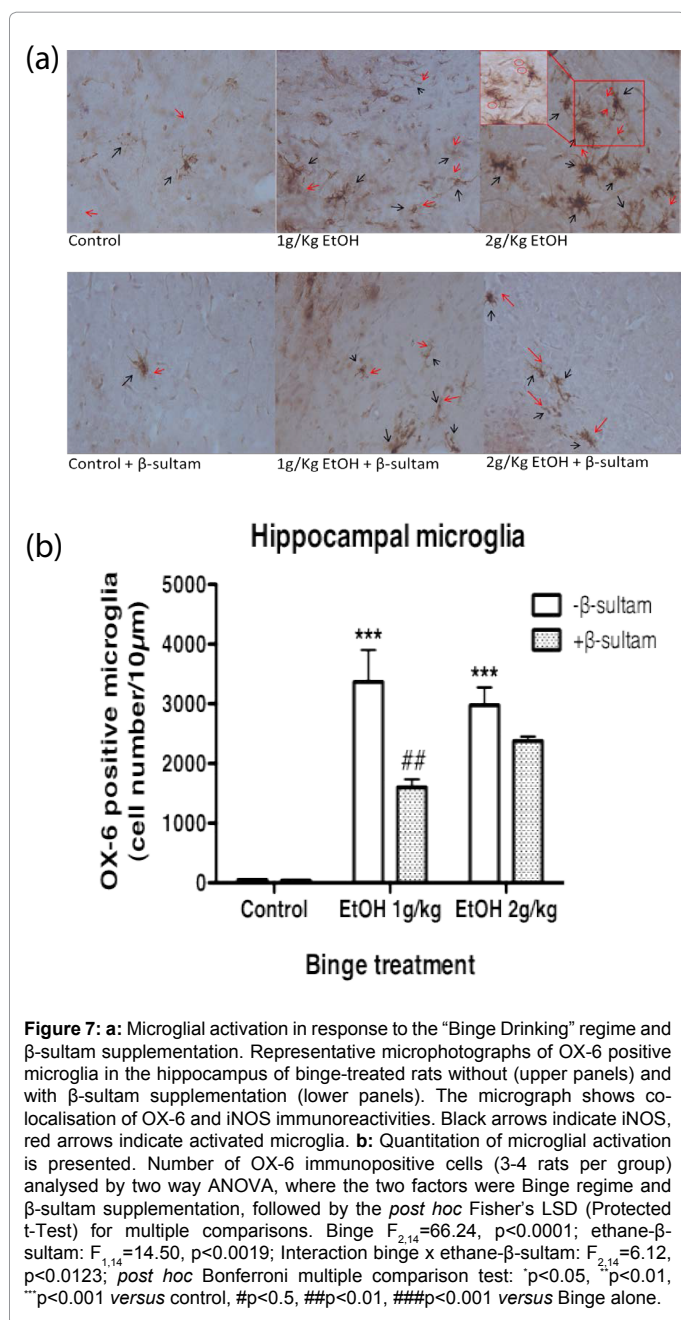 (a)
Control
1g/Kg EtOH
2g/Kg EtOH
Control + β-sultam
1g/Kg EtOH + β-sultam
2g/Kg EtOH + β-sultam
(b)
Hippocampal microglia
OX-6 positive microglia
(cell number/10μm)
5000
4000
3000
2000
1000
0
***
##
***
-β-sultam
+β-sultam
Control
EtOH 1g/kg
EtOH 2g/kg
Binge treatment
Figure 7: a: Microglial activation in response to the “Binge Drinking” regime and
β-sultam supplementation. Representative microphotographs of OX-6 positive
microglia in the hippocampus of binge-treated rats without (upper panels) and
with β-sultam supplementation (lower panels). The micrograph shows co-
localisation of OX-6 and iNOS immunoreactivities. Black arrows indicate iNOS,
red arrows indicate activated microglia. b: Quantitation of microglial activation
is presented. Number of OX-6 immunopositive cells (3-4 rats per group)
analysed by two way ANOVA, where the two factors were Binge regime and
β-sultam supplementation, followed by the post hoc Fisher’s LSD (Protected
t-Test) for multiple comparisons. Binge F2,14=66.24, p<0.0001; ethane-β-
sultam: F1,14=14.50, p<0.0019; Interaction binge x ethane-β-sultam: F2,14=6.12,
p<0.0123; post hoc Bonferroni multiple comparison test: *p<0.05, **p<0.01,
***p<0.001 versus control, #p<0.5, ##p<0.01, ###p<0.001 versus Binge alone.